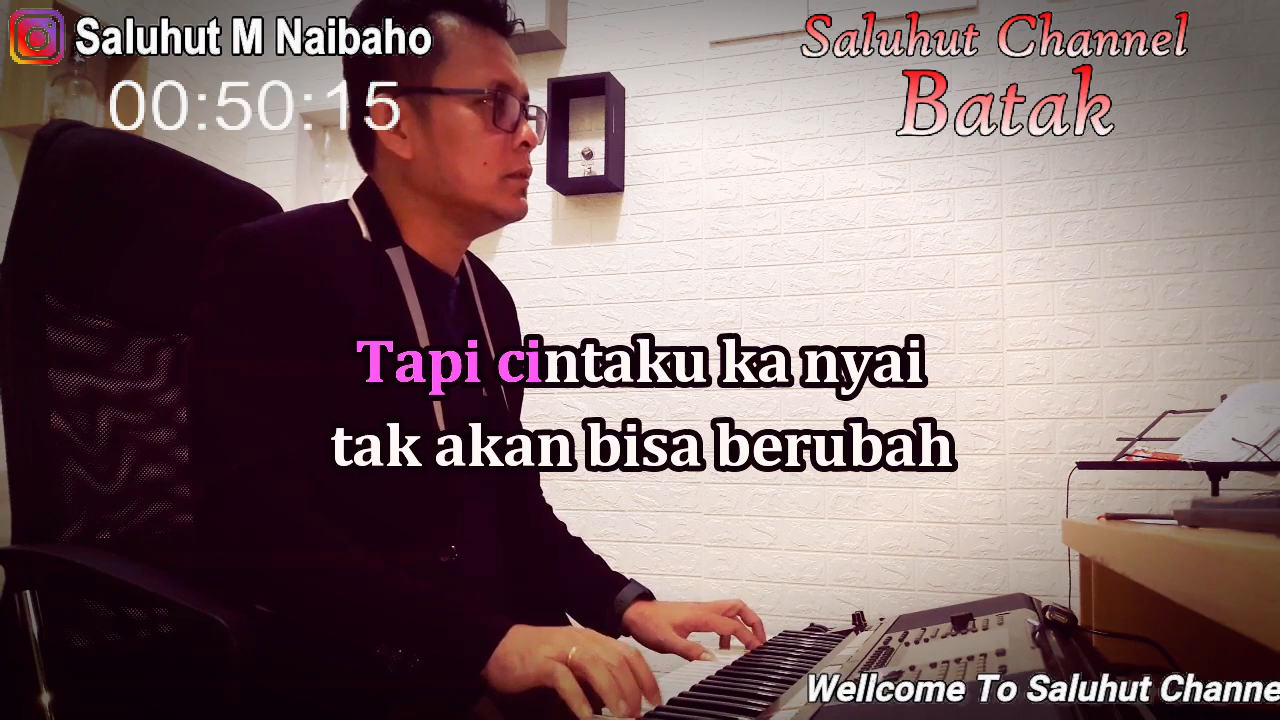 Saluhut M Naibaho
00:50:15
Saluhut Channel
Batak
Tapi cintaku ka nyai
tak akan bisa berubah
Wellcome To Saluhut Channe